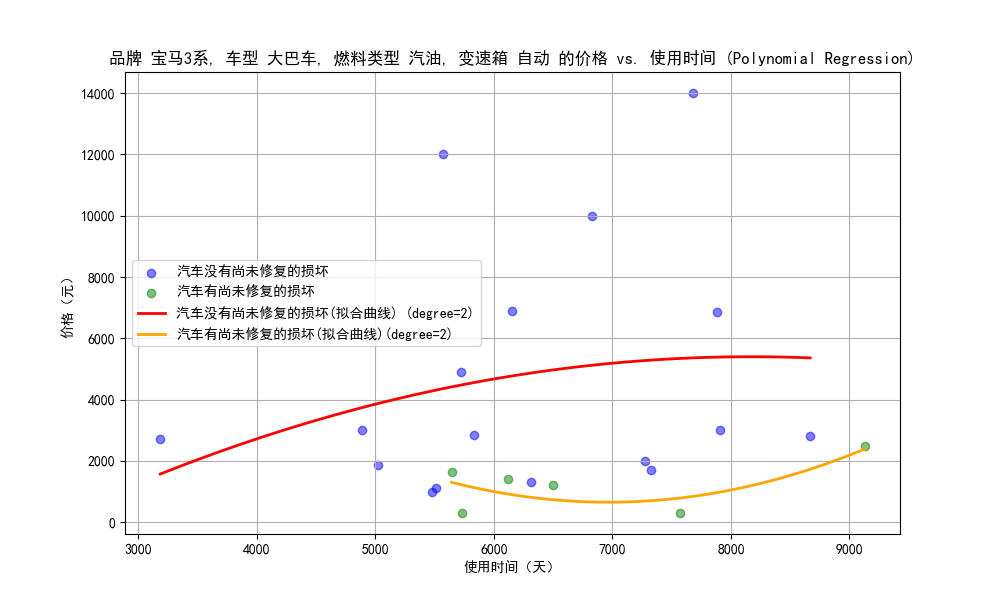 品牌 宝马3系, 车型 大巴车, 燃料类型 汽油, 变速箱 自动 的价格 vs. 使用时间 (Polynomial Regression)
14000
12000
10000
8000
6000
4000
2000
0
价格（元）
汽车没有尚未修复的损坏
汽车有尚未修复的损坏
汽车没有尚未修复的损坏(拟合曲线) (degree=2)
汽车有尚未修复的损坏(拟合曲线)(degree=2)
3000 4000 5000 6000 7000 8000 9000
使用时间（天）